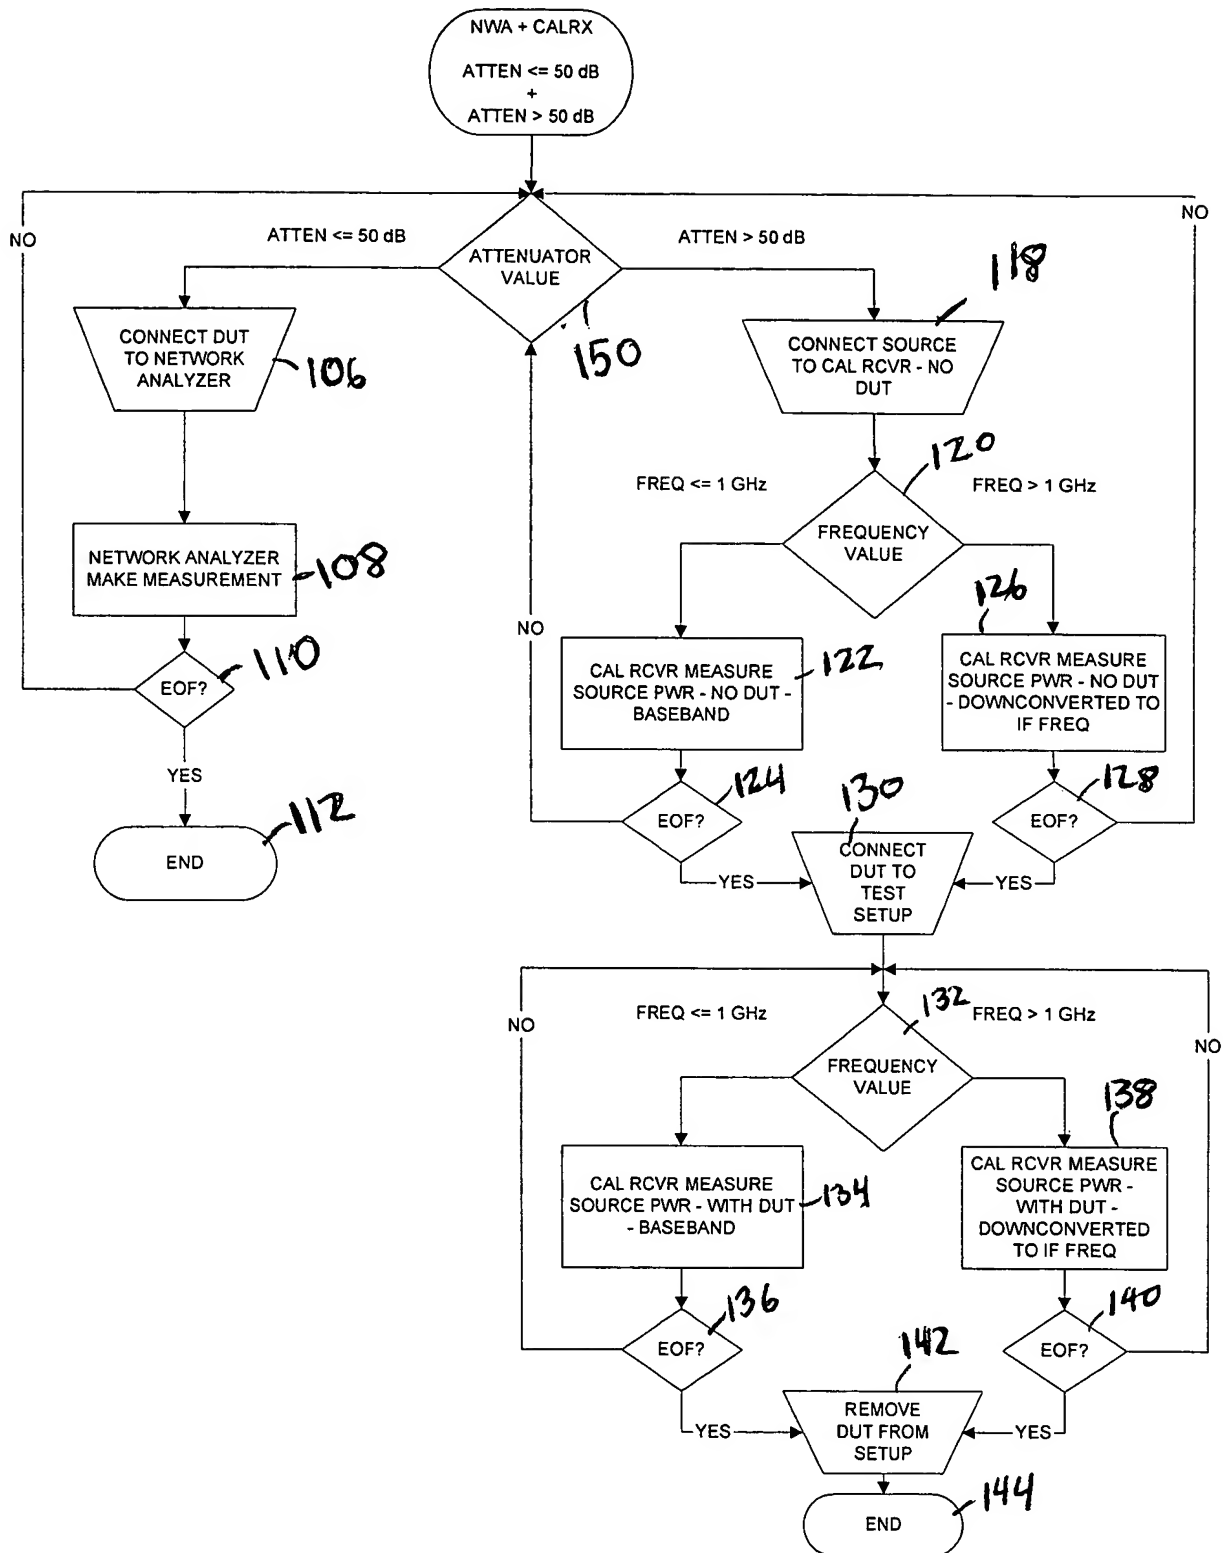 NWA + CALRX
ATTEN <= 50 dB
+
ATTEN > 50 dB
NO
NO
ATTEN <= 50 dB
ATTEN > 50 dB
ATTENUATOR
VALUE
150
118
CONNECT DUT
TO NETWORK
ANALYZER
106
CONNECT SOURCE
TO CAL RCVR - NO
DUT
120
FREQ <= 1 GHz
FREQ > 1 GHz
FREQUENCY
VALUE
NETWORK ANALYZER
MAKE MEASUREMENT
108
NO
126
110
EOF?
CAL RCVR MEASURE
SOURCE PWR - NO DUT -
BASEBAND
122
CAL RCVR MEASURE
SOURCE PWR - NO DUT
- DOWNCONVERTED TO
IF FREQ
YES
124
EOF?
130
128
EOF?
112
END
YES
CONNECT
DUT TO
TEST
SETUP
YES
132
FREQ <= 1 GHz
FREQ > 1 GHz
NO
NO
FREQUENCY
VALUE
138
CAL RCVR MEASURE
SOURCE PWR - WITH DUT
- BASEBAND
134
CAL RCVR MEASURE
SOURCE PWR -
WITH DUT -
DOWNCONVERTED
TO IF FREQ
136
EOF?
140
EOF?
142
YES
REMOVE
DUT FROM
SETUP
YES
144
END